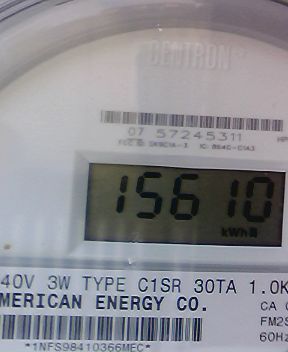 CENTRON
07 57245311
15610
kWh
40V 3W TYPE C1SR 30TA 1.0K
MERICAN ENERGY CO.
CA
FM2S
60Hz
*1NFS98410366MEC*